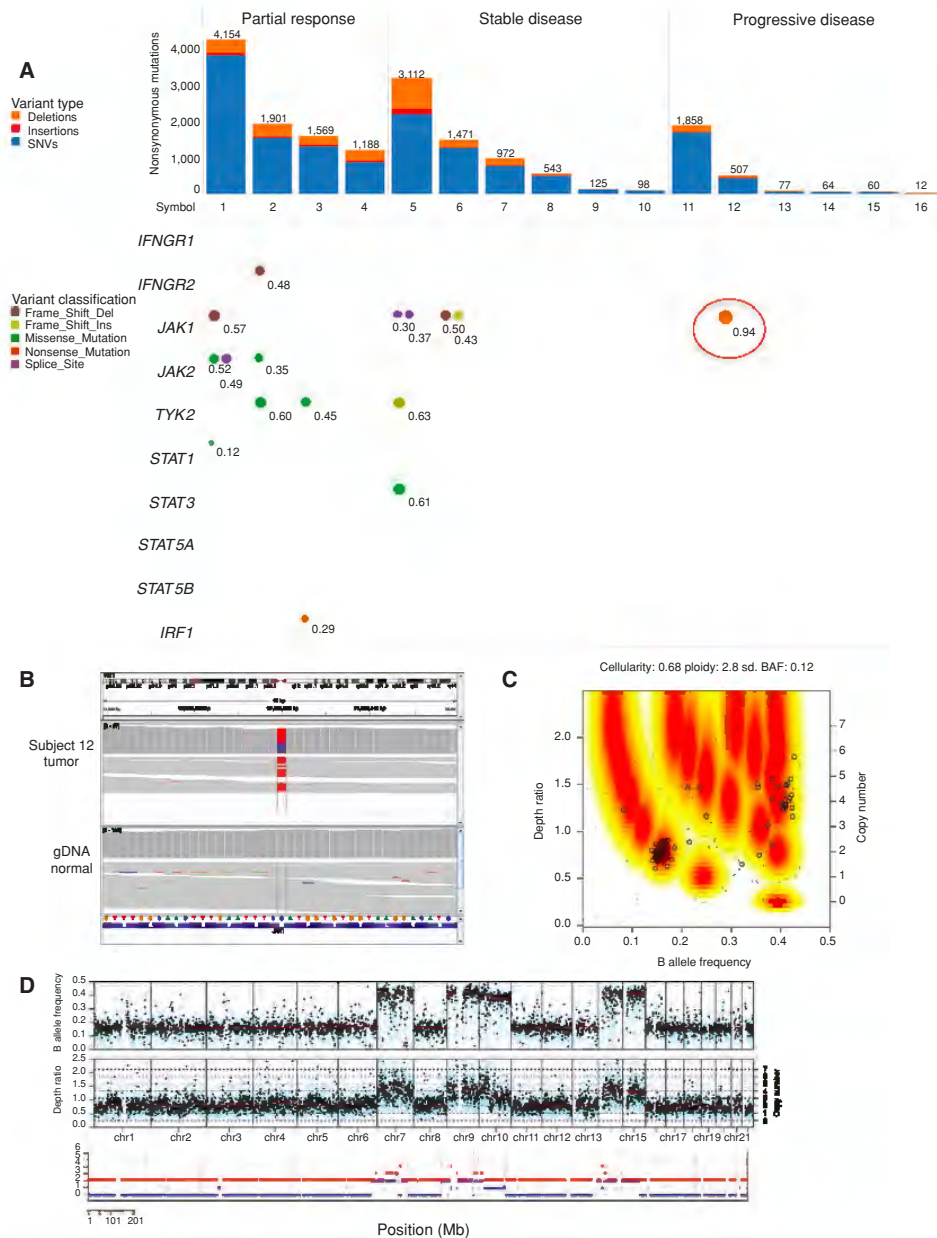 Partial response Stable disease Progressive disease
A
Variant type
Deletions
Insertions
SNVs
Nonsynonymous mutations
4,000
3,000
2,000
1,000
0
4,154 1,901 1,569 1,188 3,112 1,471 972 543 125 98 1,858 507 77 64 60 12
Symbol 1 2 3 4 5 6 7 8 9 10 11 12 13 14 15 16
Variant classification
Frame_Shift_Del
Frame_Shift_Ins
Missense_Mutation
Nonsense_Mutation
Splice_Site
IFNGR1
IFNGR2 0.48
JAK1 0.57 0.30 0.37 0.50 0.43 0.94
JAK2 0.52 0.49 0.35
TYK2 0.60 0.45 0.63
STAT1 0.12
STAT3 0.61
STAT5A
STAT5B
IRF1 0.29
B
Subject 12
tumor
gDNA
normal
JAK1
C
Cellularity: 0.68 ploidy: 2.8 sd. BAF: 0.12
Depth ratio
2.0
1.5
1.0
0.5
0.0
Copy number
7
6
5
4
3
2
1
0
0.0 0.1 0.2 0.3 0.4 0.5
B allele frequency
D
B allele frequency
0.5
0.4
0.3
0.2
0.1
0.0
Depth ratio
2.5
2.0
1.5
1.0
0.5
0.0
Copy number
chr1 chr2 chr3 chr4 chr5 chr6 chr7 chr8 chr9 chr10 chr11 chr12 chr13 chr15 chr17 chr19 chr21
6
5
4
3
2
1
0
1 101 201
Position (Mb)